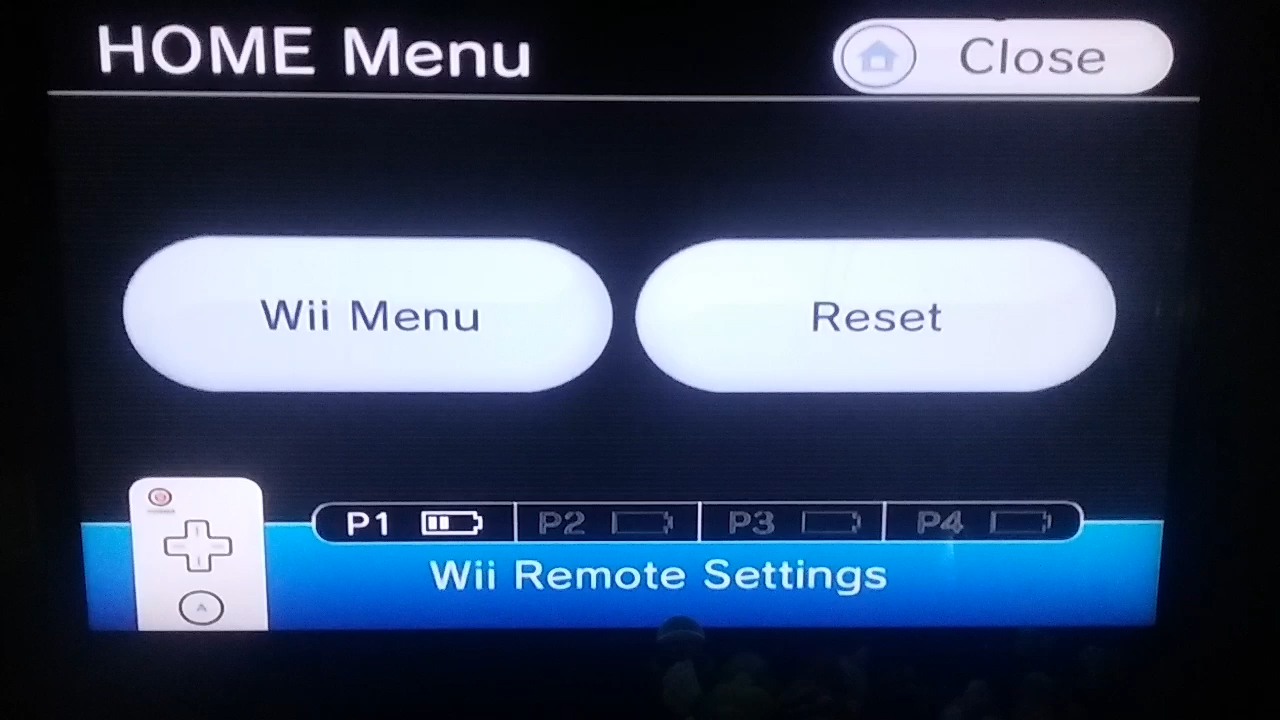 HOME Menu
Close
Wii Menu
Reset
P1 P2 P3 P4
A
Wii Remote Settings